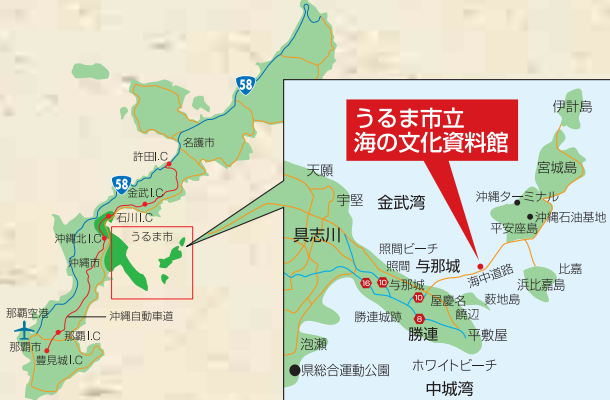 58
名護市
許田I.C
58
金武I.C
石川I.C
うるま市
沖縄北I.C
沖縄市
那覇空港
沖縄自動車道
那覇I.C
那覇市
豊見城I.C
うるま市立
海の文化資料館
伊計島
宮城島
天願
宇堅
金武湾
沖縄ターミナル
沖縄石油基地
平安座島
具志川
照間ビーチ
照間
与那城
海中道路
比嘉
浜比嘉島
16
10
与那城
10
屋慶名
薮地島
饒辺
勝連城跡
8
勝連
平敷屋
泡瀬
ホワイトビーチ
県総合運動公園
中城湾